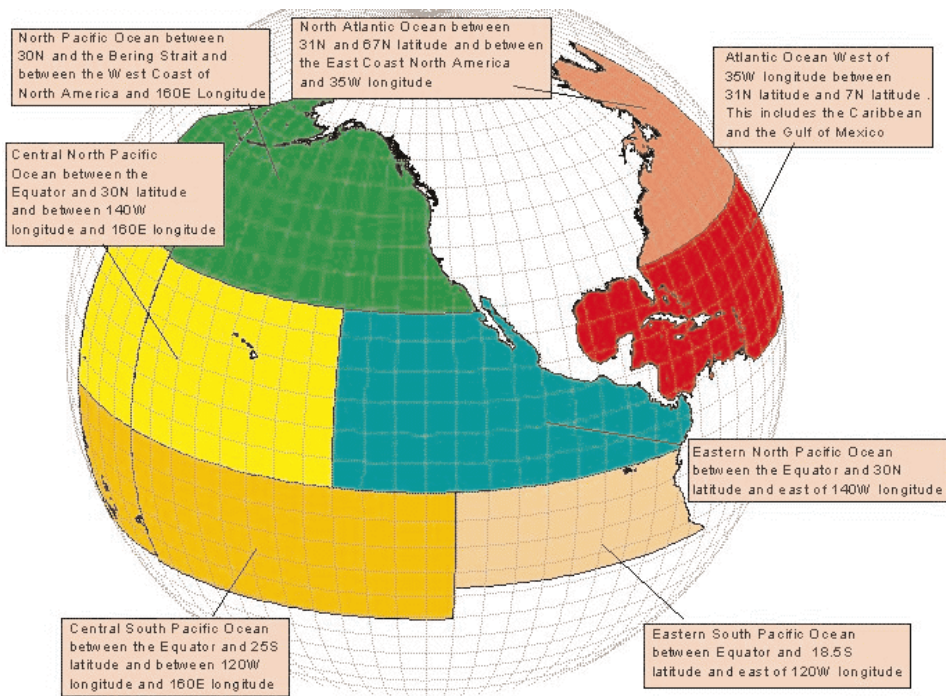 North Pacific Ocean between
30N and the Bering Strait and
between the West Coast of
North America and 160E Longitude
North Atlantic Ocean between
31N and 67N latitude and between
the East Coast North America
and 35W longitude
Atlantic Ocean West of
35W longitude between
31N latitude and 7N latitude .
This includes the Caribbean
and the Gulf of Mexico
Central North Pacific
Ocean between the
Equator and 30N latitude
and between 140W
longitude and 160E longitude
Eastern North Pacific Ocean
between the Equator and 30N
latitude and east of 140W longitude
Central South Pacific Ocean
between the Equator and 25S
latitude and between 120W
longitude and 160E longitude
Eastern South Pacific Ocean
between Equator and 18.5S
latitude and east of 120W longitude